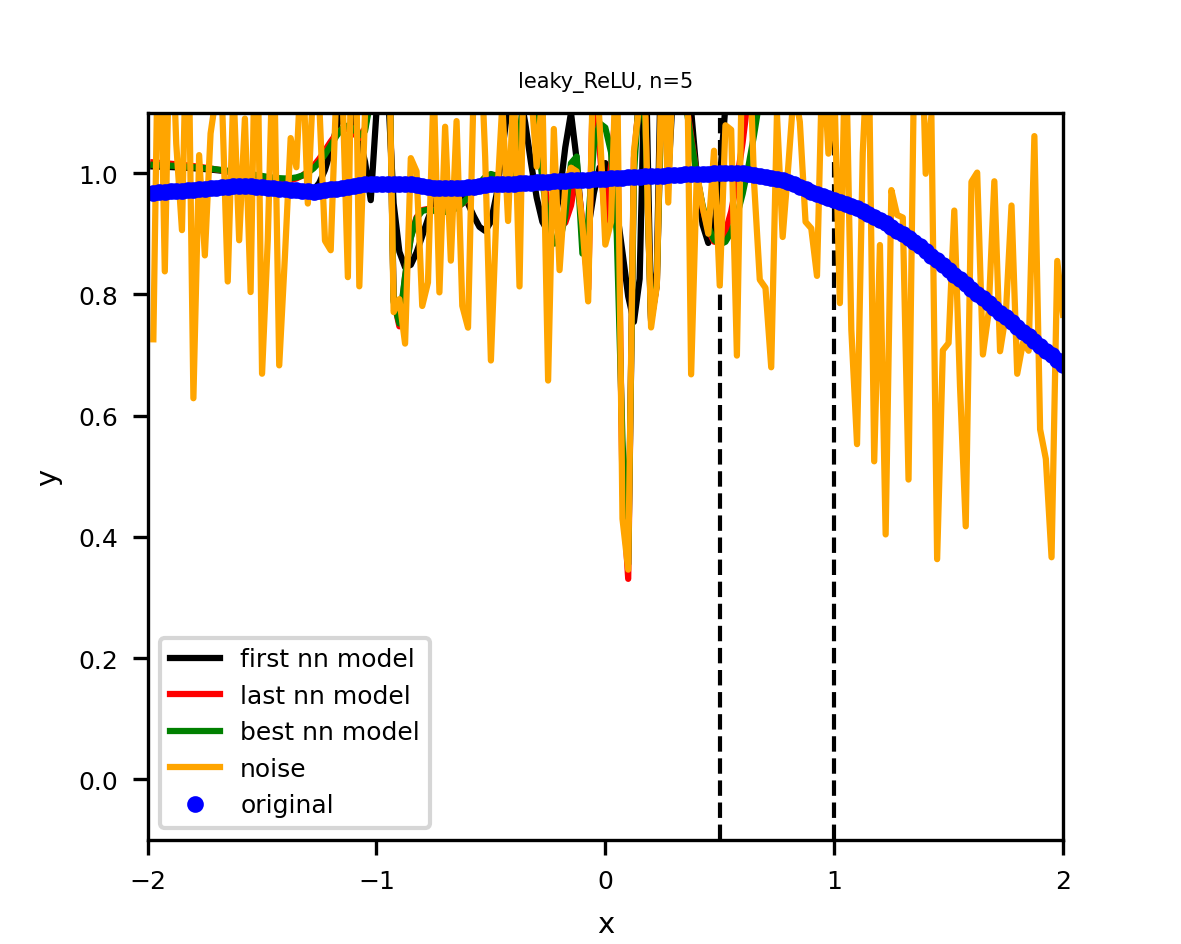 leaky_ReLU, n=5
1.0
0.8
0.6
0.4
0.2
0.0
y
first nn model
last nn model
best nn model
noise
original
−2
−1
0
1
2
x